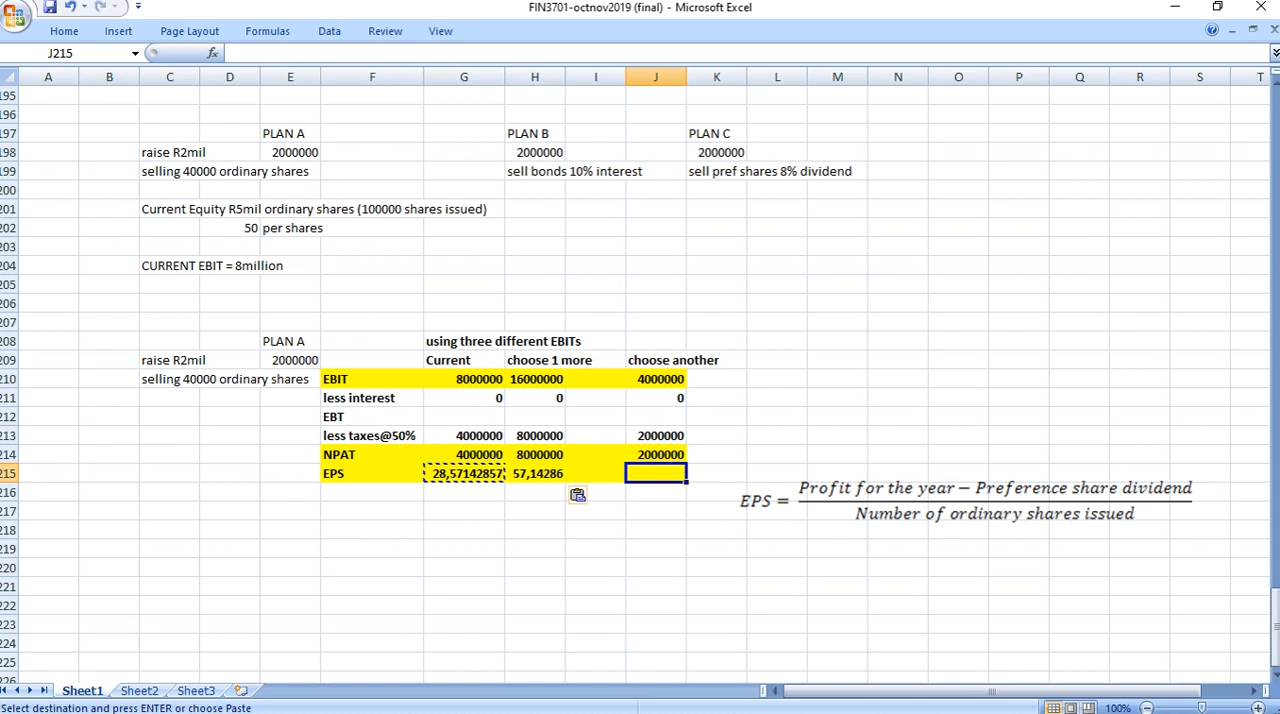 FIN3701-octnov2019 (final) - Microsoft Excel
Home Insert Page Layout Formulas Data Review View
J215 fx
A B C D E F G H I J K L M N O P Q R S T
195
196
197 PLAN A PLAN B PLAN C
198 raise R2mil 2000000 2000000 2000000
199 selling 40000 ordinary shares sell bonds 10% interest sell pref shares 8% dividend
200
201 Current Equity R5mil ordinary shares (100000 shares issued)
202 50 per shares
203
204 CURRENT EBIT = 8million
205
206
207
208 PLAN A using three different EBITs
209 raise R2mil 2000000 Current choose 1 more choose another
210 selling 40000 ordinary shares EBIT 8000000 16000000 4000000
211 less interest 0 0 0
212 EBT
213 less taxes@50% 4000000 8000000 2000000
214 NPAT 4000000 8000000 2000000
215 EPS 28,57142857 57,14286
216
EPS = Profit for the year − Preference share dividend
Number of ordinary shares issued
217
218
219
220
221
222
223
224
225
226
Sheet1 Sheet2 Sheet3
Select destination and press ENTER or choose Paste 100%